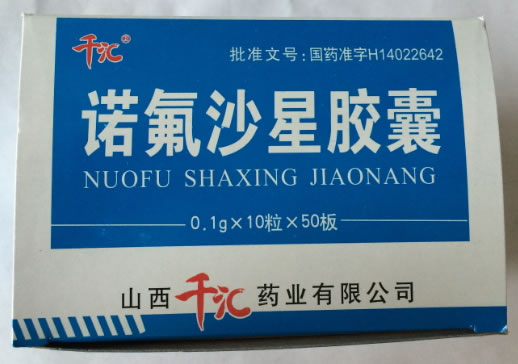 千汇®
批准文号:国药准字H14022642
诺氟沙星胶囊
NUOFU SHAXING JIAONANG
0.1g×10粒×50板
山西千汇药业有限公司